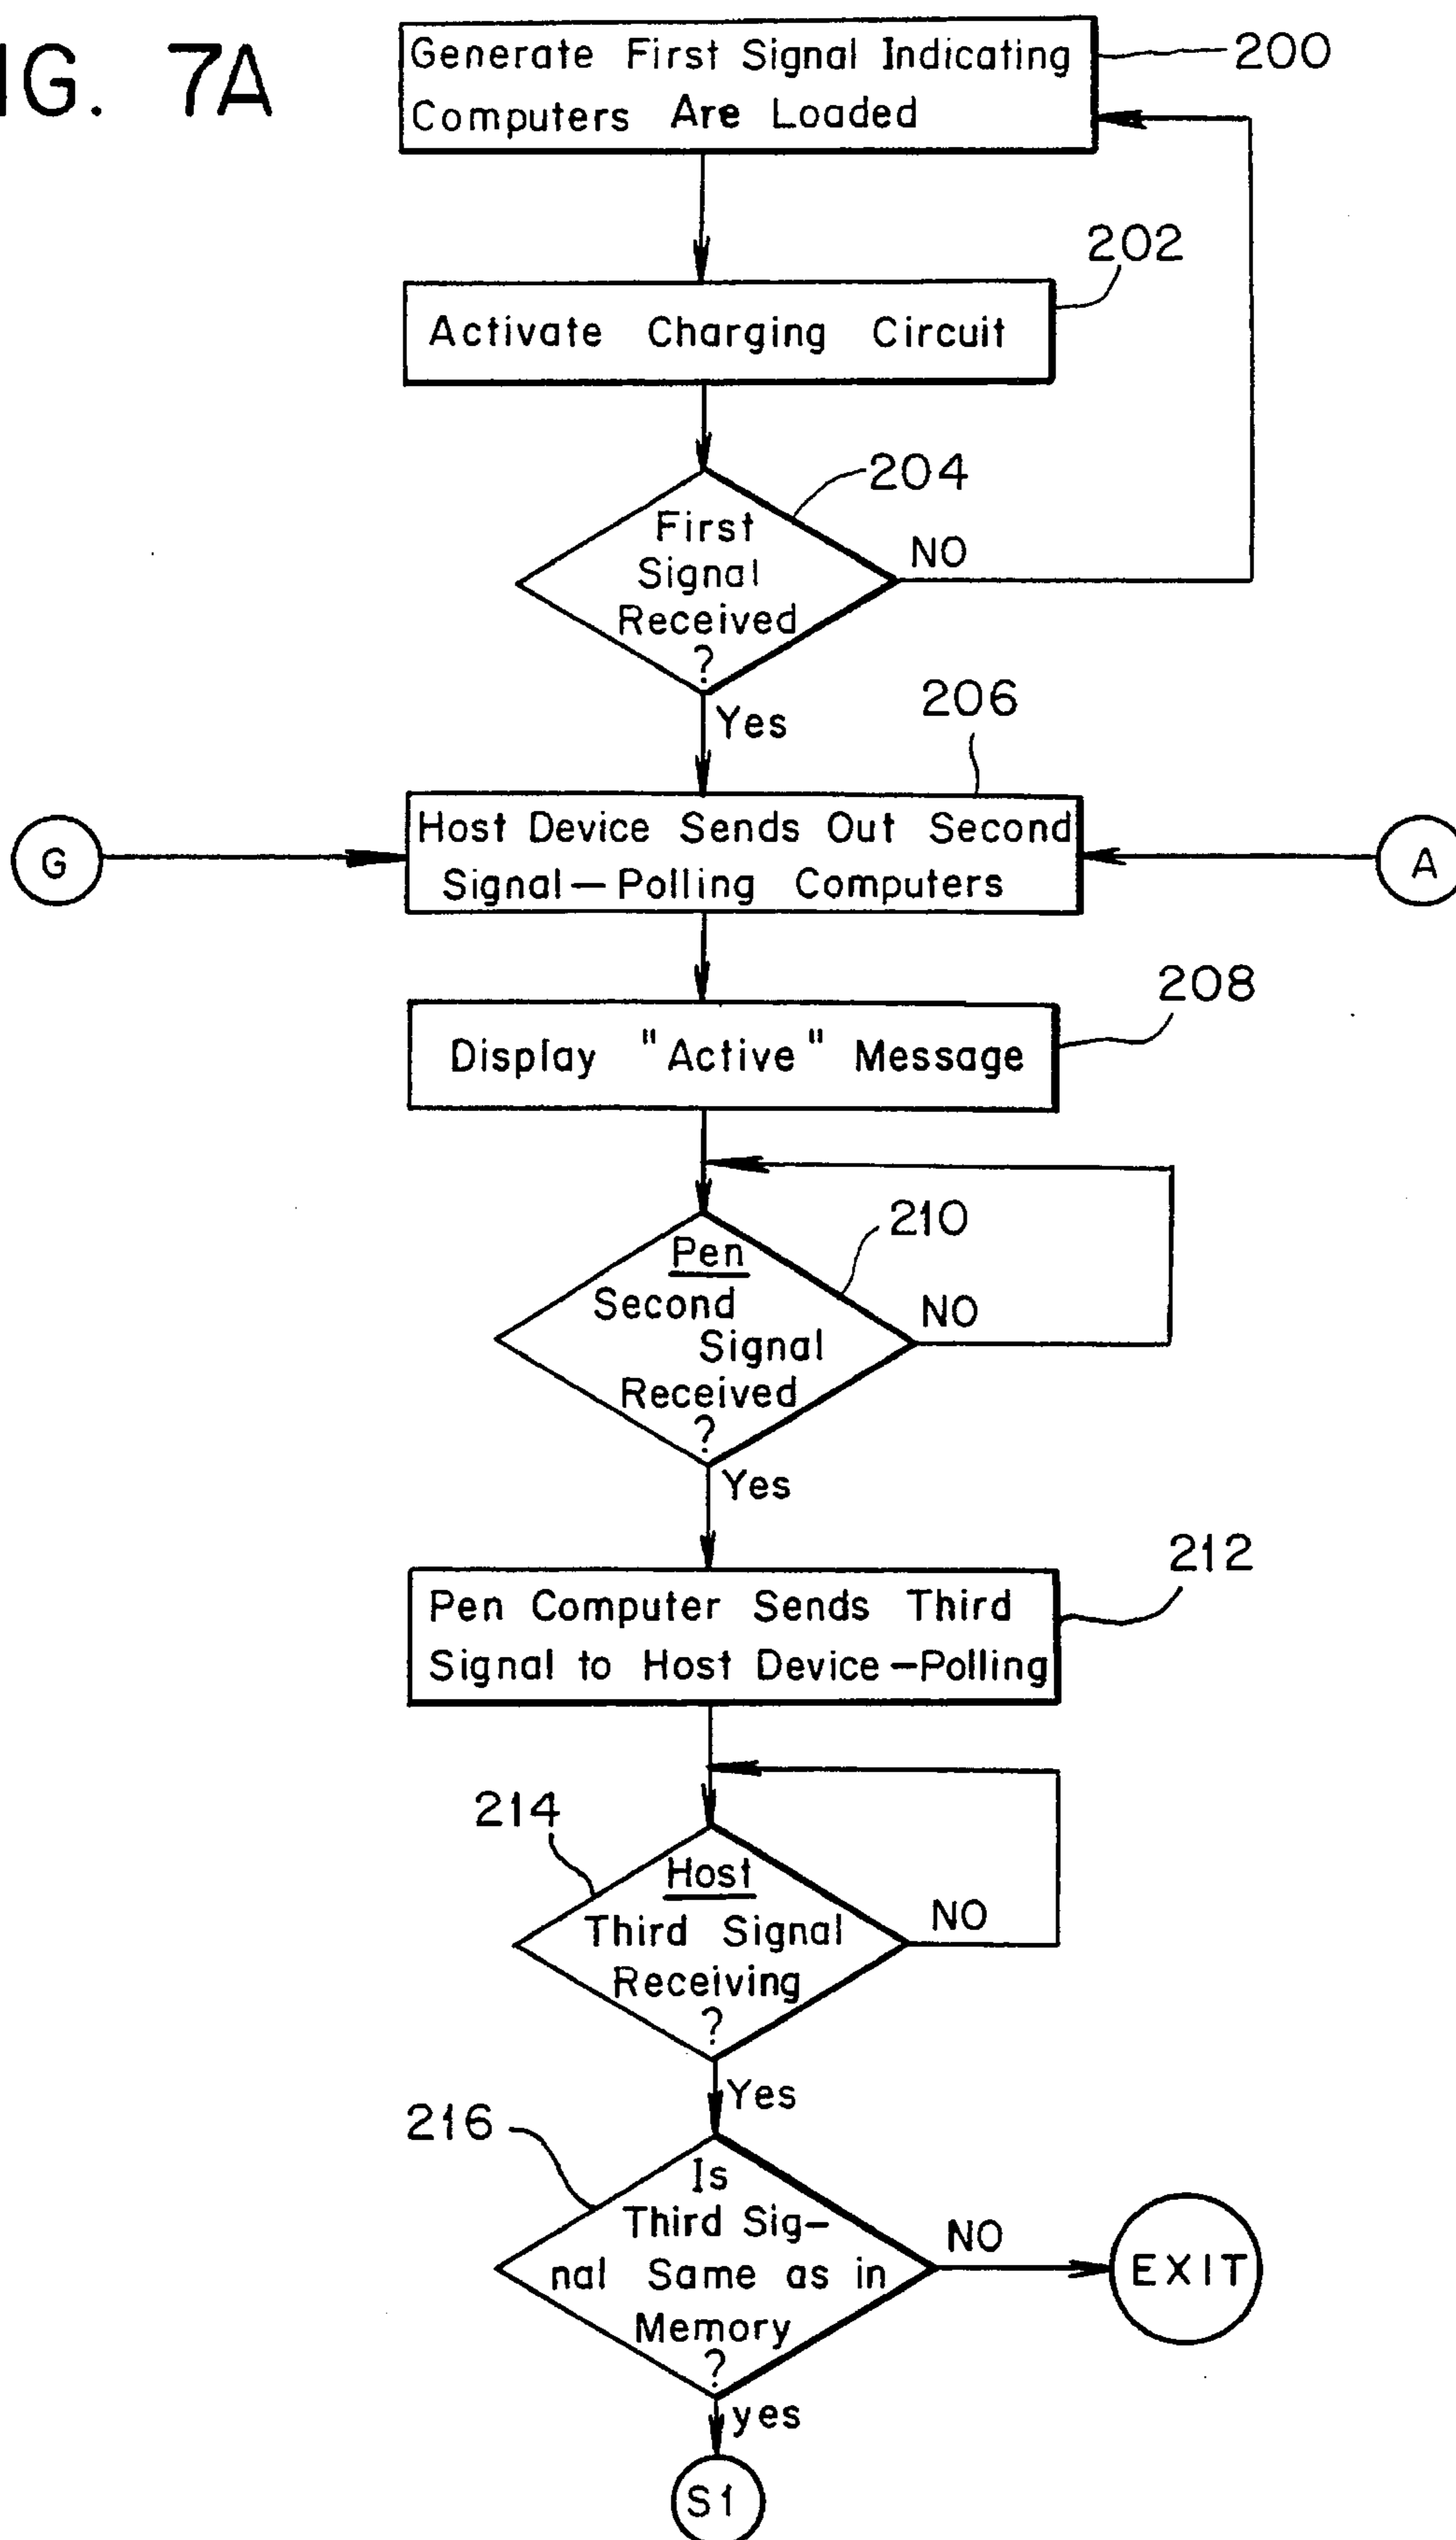 IG. 7A
Generate First Signal Indicating
Computers Are Loaded
200
202
Activate Charging Circuit
204
First
Signal
Received
?
NO
Yes
206
G
Host Device Sends Out Second
Signal—Polling Computers
A
208
Display "Active" Message
210
Pen
Second
Signal
Received
?
NO
Yes
212
Pen Computer Sends Third
Signal to Host Device—Polling
214
Host
Third Signal
Receiving
?
NO
Yes
216
Is
Third Sig-
nal Same as in
Memory
?
NO
EXIT
yes
S1